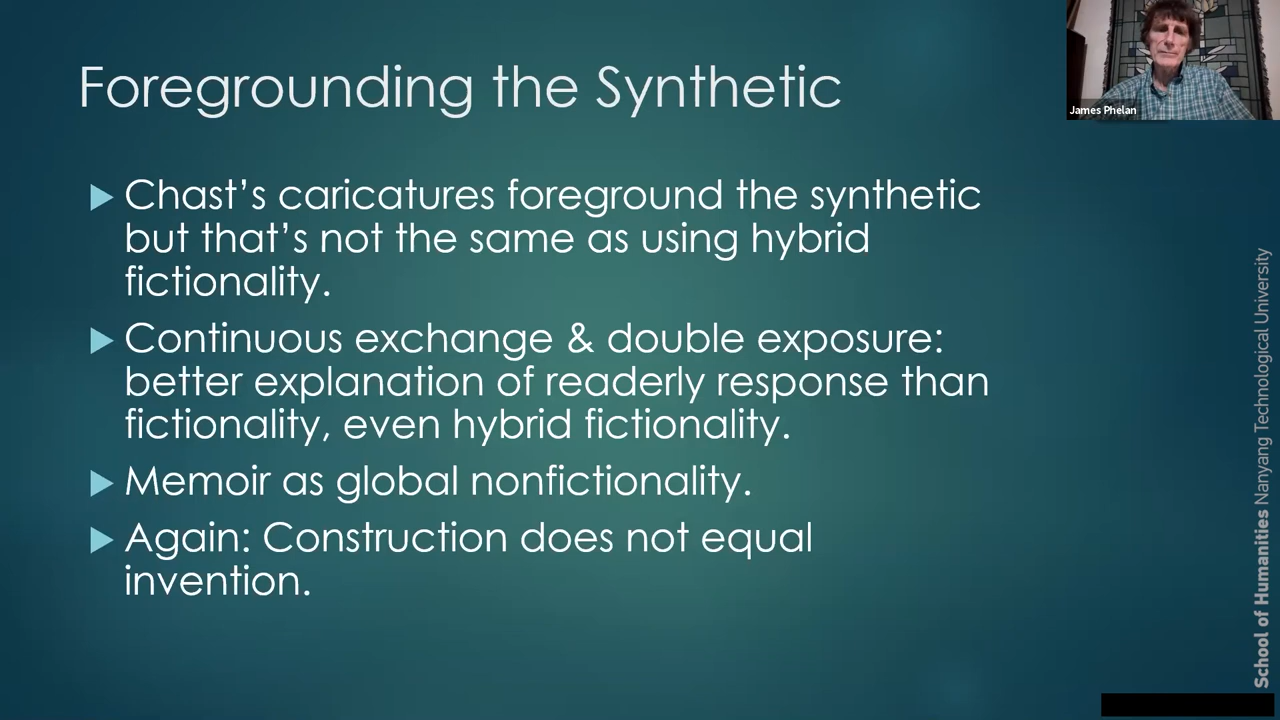 Foregrounding the Synthetic
James Phelan
Chast’s caricatures foreground the synthetic
but that’s not the same as using hybrid
fictionality.
Continuous exchange & double exposure:
better explanation of readerly response than
fictionality, even hybrid fictionality.
Memoir as global nonfictionality.
Again: Construction does not equal
invention.
School of Humanities Nanyang Technological University